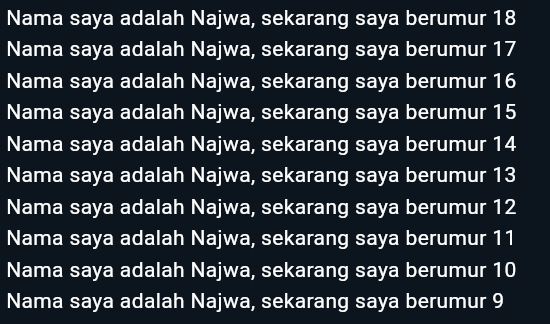 Nama saya adalah Najwa, sekarang saya berumur 18
Nama saya adalah Najwa, sekarang saya berumur 17
Nama saya adalah Najwa, sekarang saya berumur 16
Nama saya adalah Najwa, sekarang saya berumur 15
Nama saya adalah Najwa, sekarang saya berumur 14
Nama saya adalah Najwa, sekarang saya berumur 13
Nama saya adalah Najwa, sekarang saya berumur 12
Nama saya adalah Najwa, sekarang saya berumur 11
Nama saya adalah Najwa, sekarang saya berumur 10
Nama saya adalah Najwa, sekarang saya berumur 9